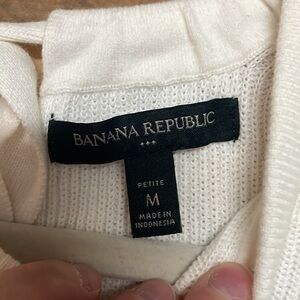 BANANA REPUBLIC
PETITE
M
MADE IN
INDONESIA